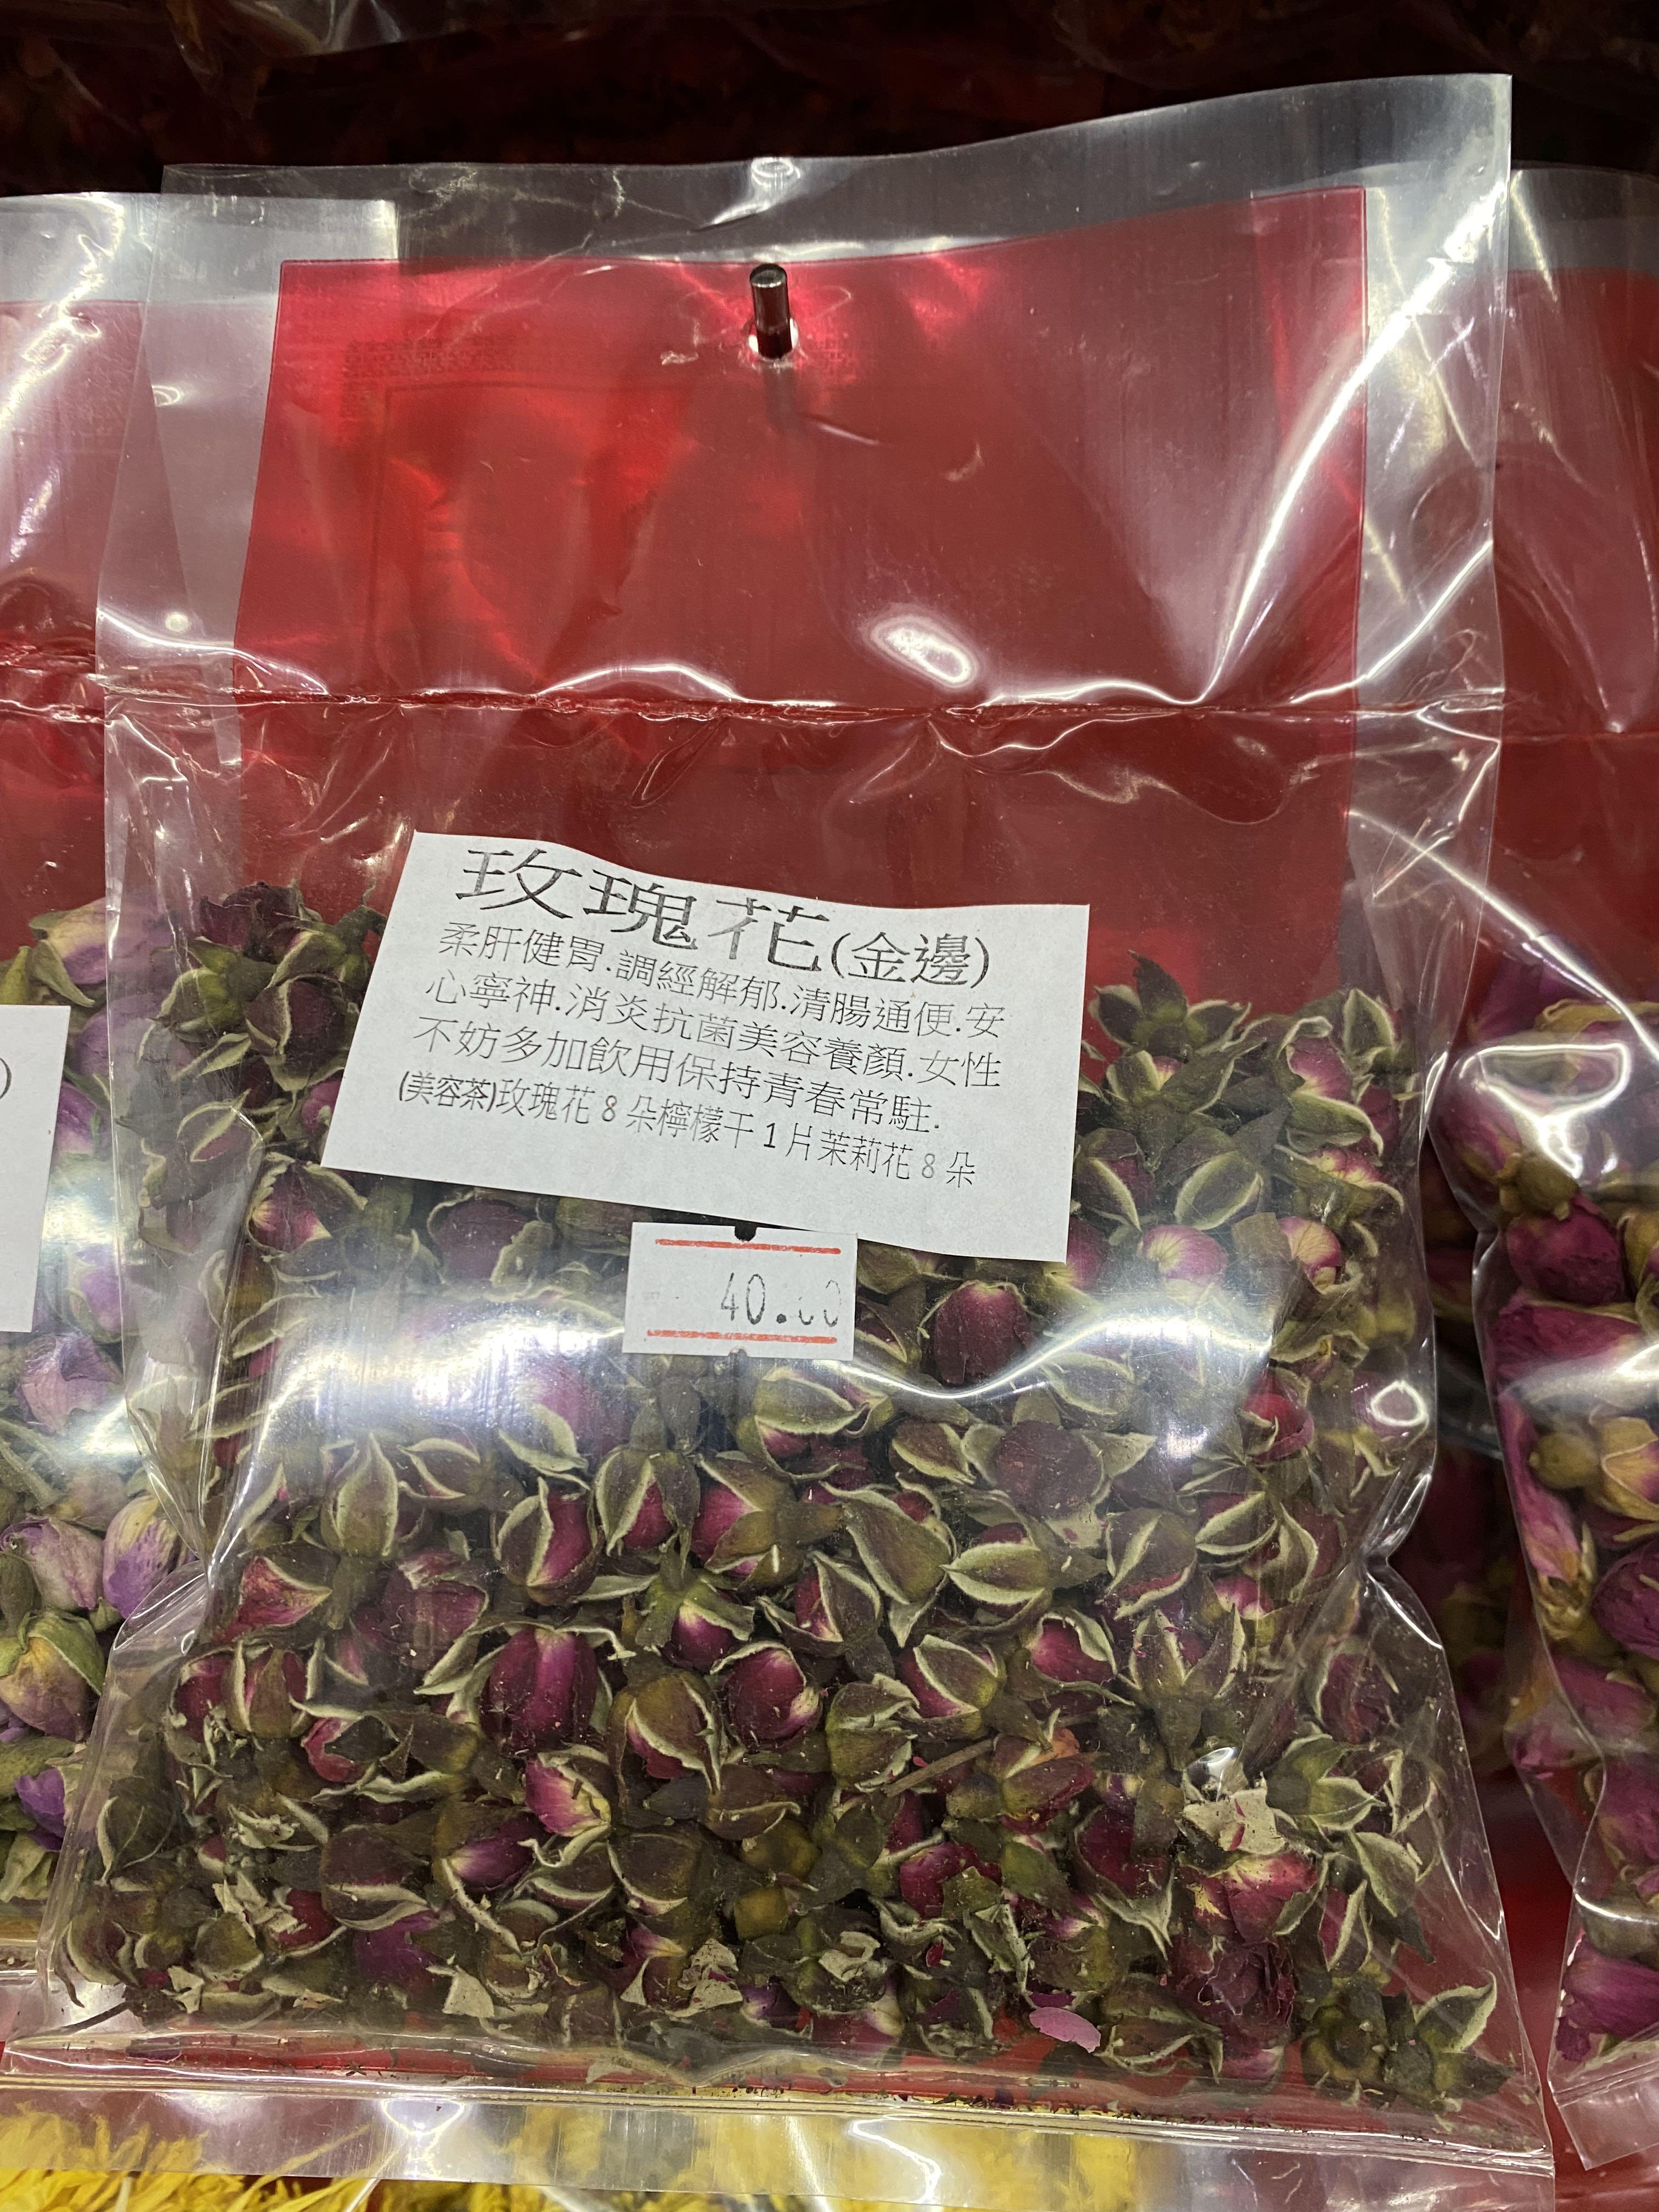 玫瑰花(金邊)
柔肝健胃.調經解郁.清腸通便.安
心寧神.消炎抗菌美容養顏.女性
不妨多加飲用保持青春常駐.
(美容茶)玫瑰花8朵檸檬干1片茉莉花8朵
40.00
)